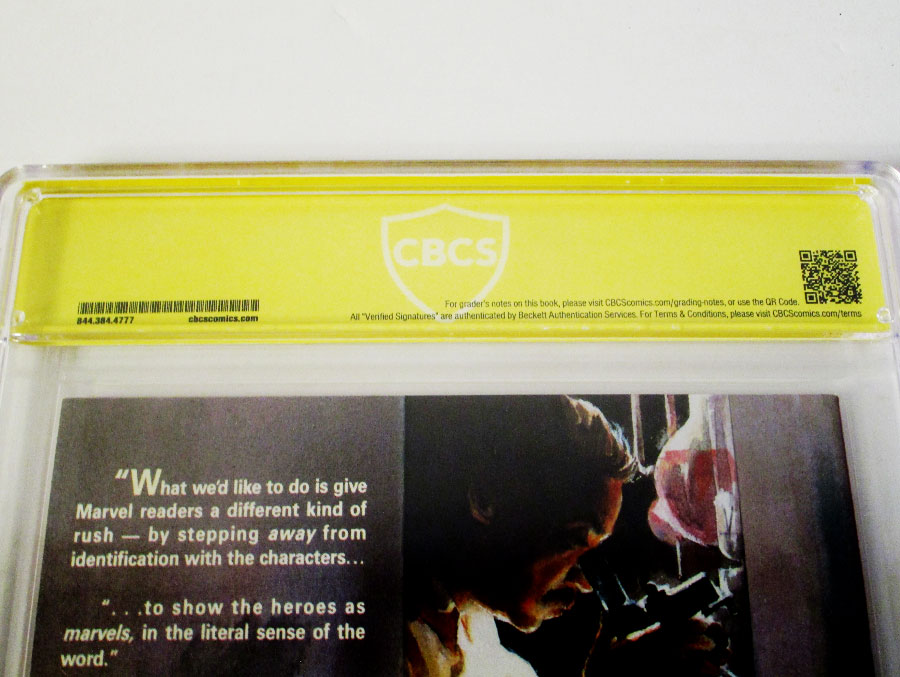 CBCS
For grader's notes on this book, please visit CBCScomics.com/grading-notes, or use the QR Code.
844.384.4777 cbcscomics.com
All "Verified Signatures" are authenticated by Beckett Authentication Services. For Terms & Conditions, please visit CBCScomics.com/terms
“What we’d like to do is give
Marvel readers a different kind of
rush — by stepping away from
identification with the characters...
“. . .to show the heroes as
marvels, in the literal sense of the
word.”